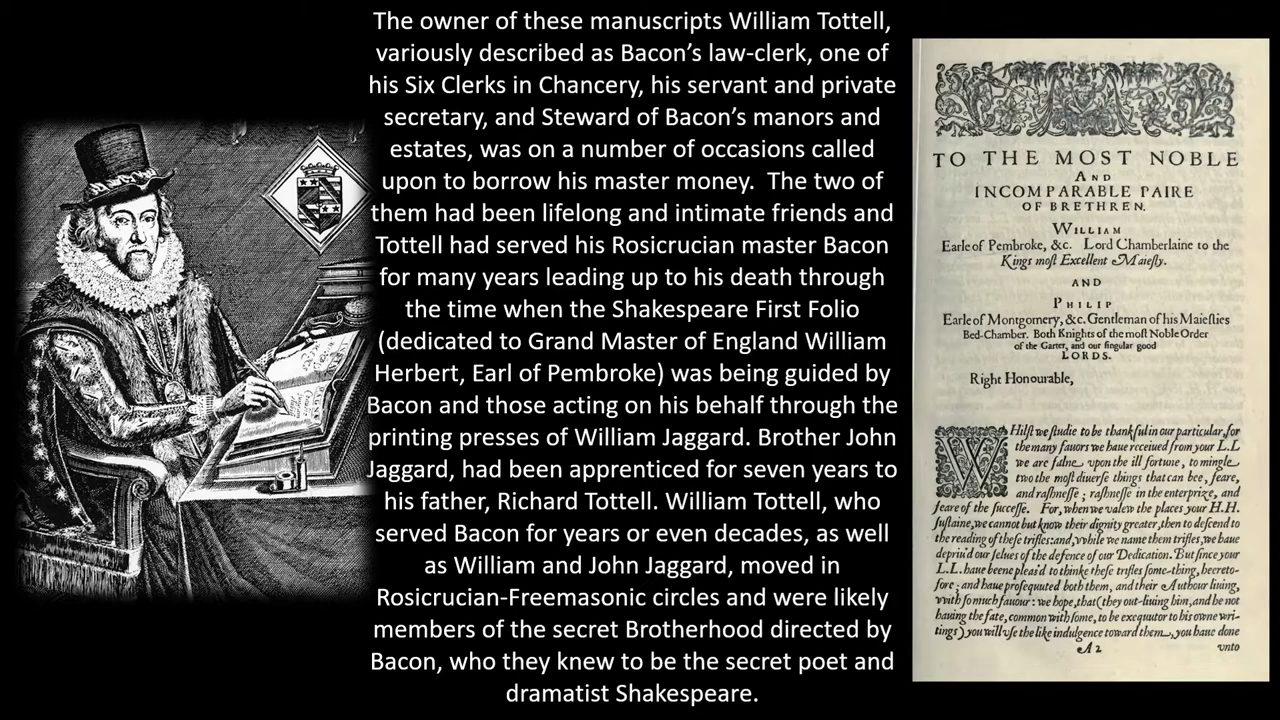 The owner of these manuscripts William Tottell,
variously described as Bacon's law-clerk, one of
his Six Clerks in Chancery, his servant and private
secretary, and Steward of Bacon's manors and
estates, was on a number of occasions called
upon to borrow his master money.  The two of
them had been lifelong and intimate friends and
Tottell had served his Rosicrucian master Bacon
for many years leading up to his death through
the time when the Shakespeare First Folio
(dedicated to Grand Master of England William
Herbert, Earl of Pembroke) was being guided by
Bacon and those acting on his behalf through the
printing presses of William Jaggard. Brother John
Jaggard, had been apprenticed for seven years to
his father, Richard Tottell. William Tottell, who
served Bacon for years or even decades, as well
as William and John Jaggard, moved in
Rosicrucian-Freemasonic circles and were likely
members of the secret Brotherhood directed by
Bacon, who they knew to be the secret poet and
dramatist Shakespeare.
TO THE MOST NOBLE
AND
INCOMPARABLE PAIRE
OF BRETHREN.
WILLIAM
Earle of Pembroke, &c. Lord Chamberlaine to the
Kings moſt Excellent Maieſty.
AND
PHILIP
Earle of Montgomery, &c. Gentleman of his Maieſties
Bed-Chamber. Both Knights of the moſt Noble Order
of the Garter, and our ſingular good
LORDS.
Right Honourable,
WHilſt we ſtudie to be thankful in our particular, for
the many fauors we haue receiued from your L.L
we are falne vpon the ill fortune, to mingle
two the moſt diuerſe things that can bee, feare,
and raſhneſſe; raſhneſſe in the enterprize, and
feare of the ſucceſſe. For, when we valew the places your H.H.
ſuſtaine, we cannot but know their dignity greater, then to deſcend to
the reading of theſe trifles: and, vvhile we name them trifles, we haue
depriu'd our ſelues of the defence of our Dedication. But ſince your
L.L. haue beene pleas'd to thinke theſe trifles ſome-thing, heereto-
fore; and haue proſequuted both them, and their Authour liuing,
vvith ſo much fauour: we hope, that (they out-liuing him, and he not
hauing the fate, common with ſome, to be exequutor to his owne wri-
tings) you will vſe the like indulgence toward them, you haue done
A2 vnto